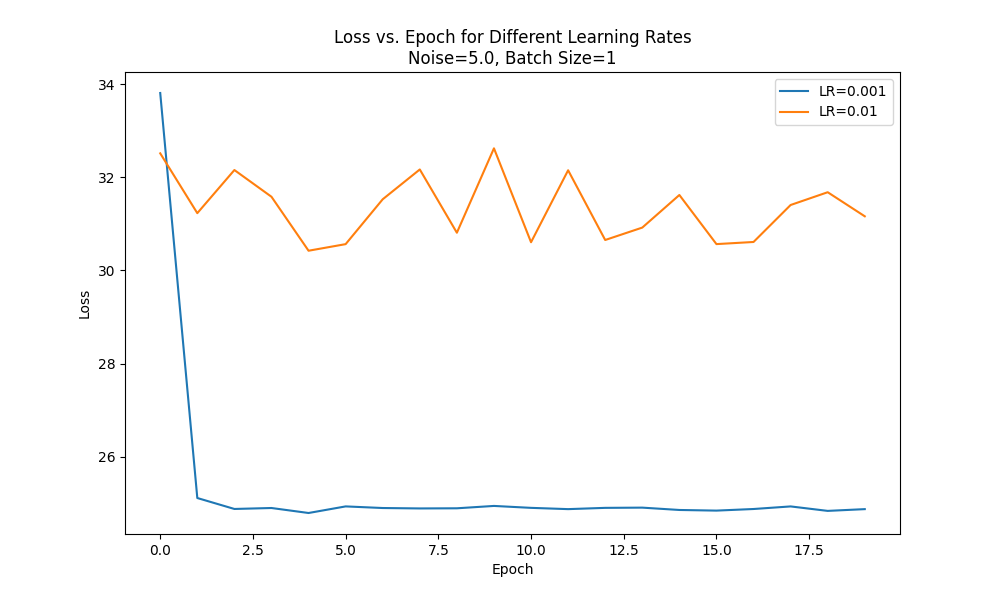 Loss vs. Epoch for Different Learning Rates
Noise=5.0, Batch Size=1
LR=0.001
LR=0.01
34
32
30
28
26
Loss
0.0 2.5 5.0 7.5 10.0 12.5 15.0 17.5
Epoch